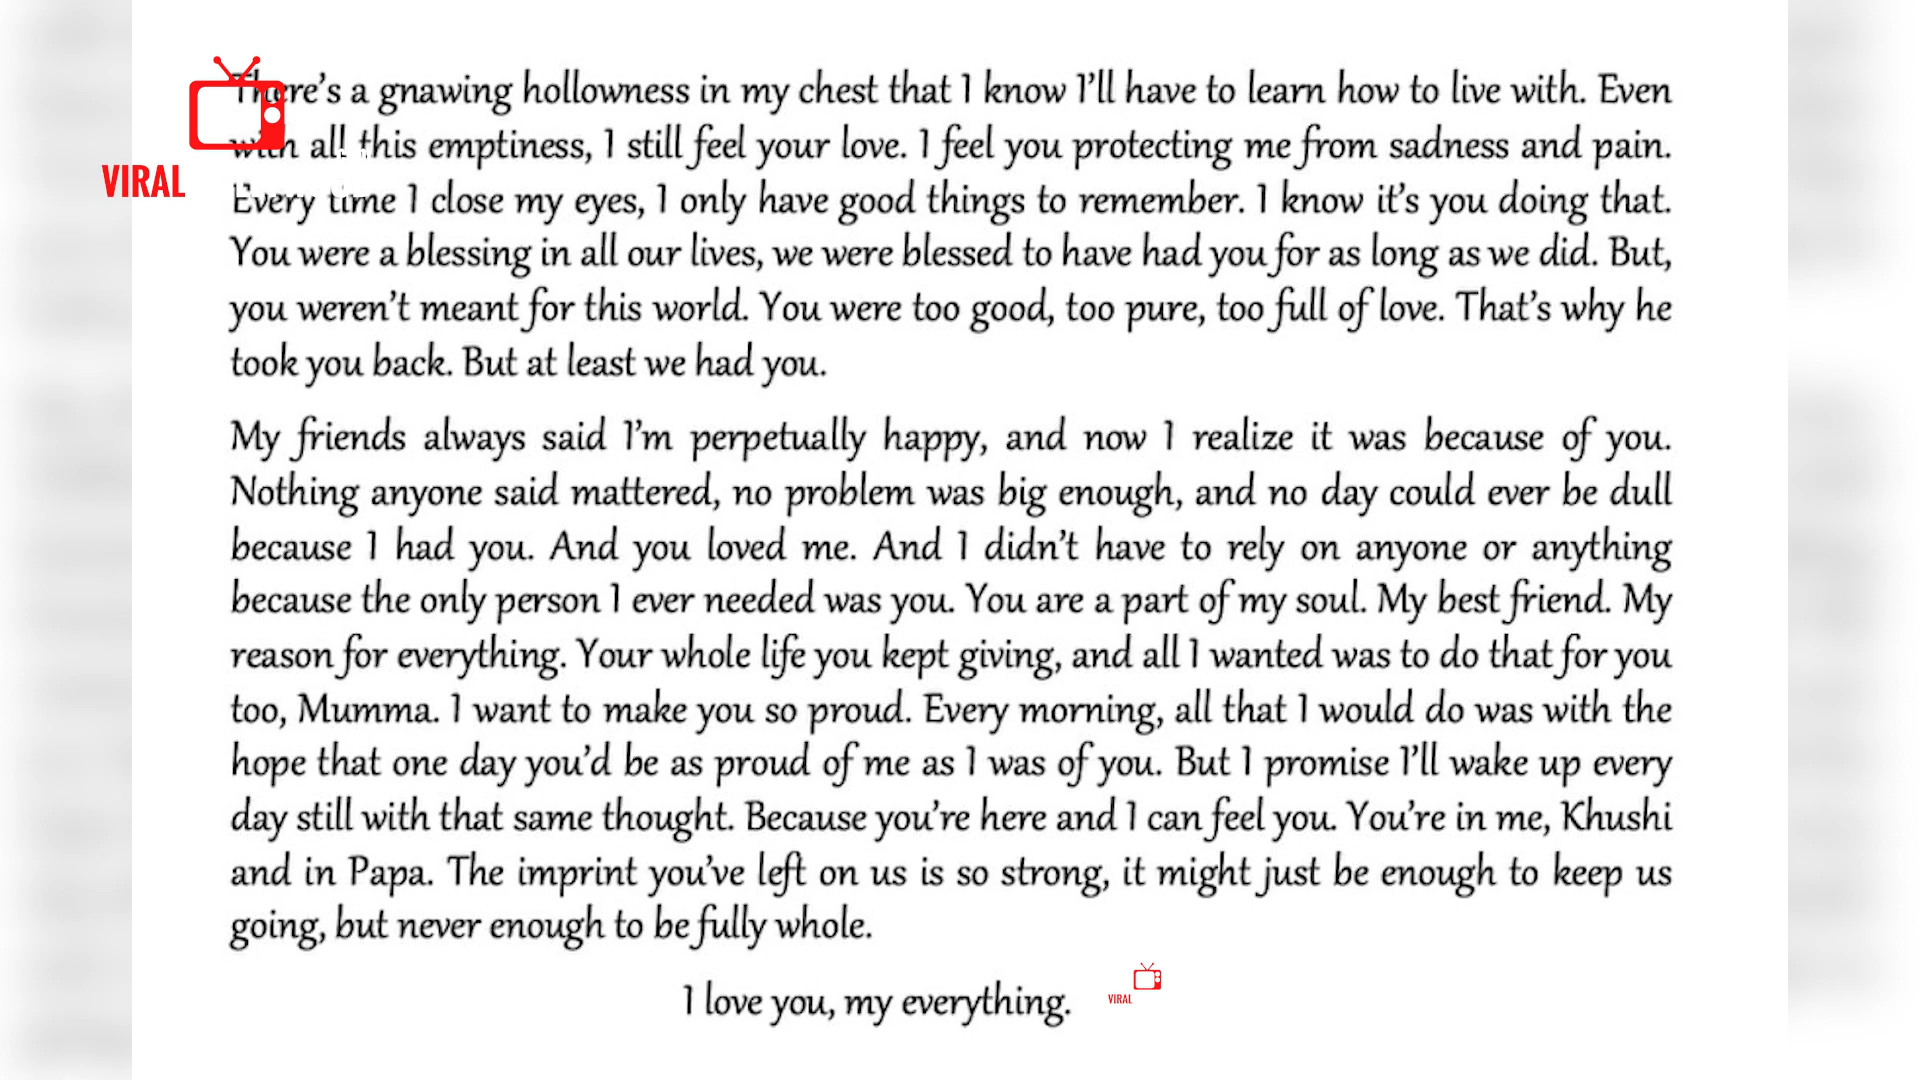 There's a gnawing hollowness in my chest that I know I'll have to learn how to live with. Even
with all this emptiness, I still feel your love. I feel you protecting me from sadness and pain.
VIRAL
Every time I close my eyes, I only have good things to remember. I know it's you doing that.
You were a blessing in all our lives, we were blessed to have had you for as long as we did. But,
you weren't meant for this world. You were too good, too pure, too full of love. That's why he
took you back. But at least we had you.
My friends always said I'm perpetually happy, and now I realize it was because of you.
Nothing anyone said mattered, no problem was big enough, and no day could ever be dull
because I had you. And you loved me. And I didn't have to rely on anyone or anything
because the only person I ever needed was you. You are a part of my soul. My best friend. My
reason for everything. Your whole life you kept giving, and all I wanted was to do that for you
too, Mumma. I want to make you so proud. Every morning, all that I would do was with the
hope that one day you'd be as proud of me as I was of you. But I promise I'll wake up every
day still with that same thought. Because you're here and I can feel you. You're in me, Khushi
and in Papa. The imprint you've left on us is so strong, it might just be enough to keep us
going, but never enough to be fully whole.
I love you, my everything.
VIRAL